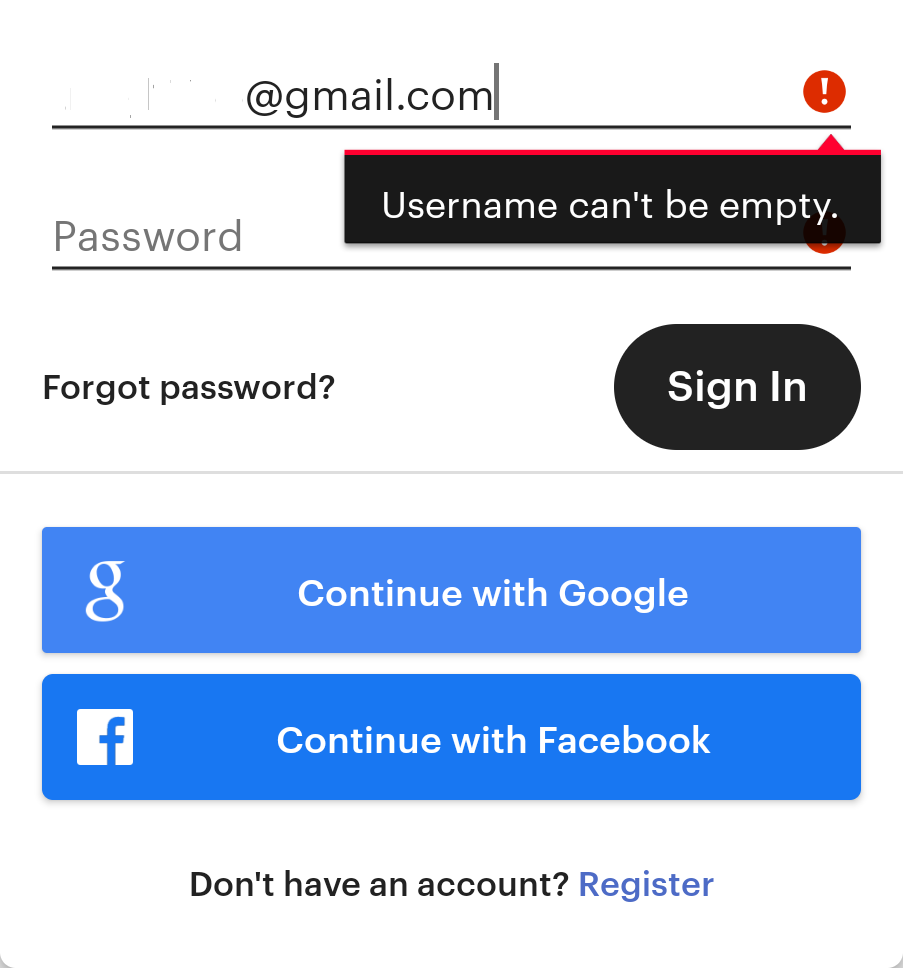 @gmail.com
Username can't be empty.
Password
Forgot password?
Sign In
Continue with Google
Continue with Facebook
Don't have an account? Register